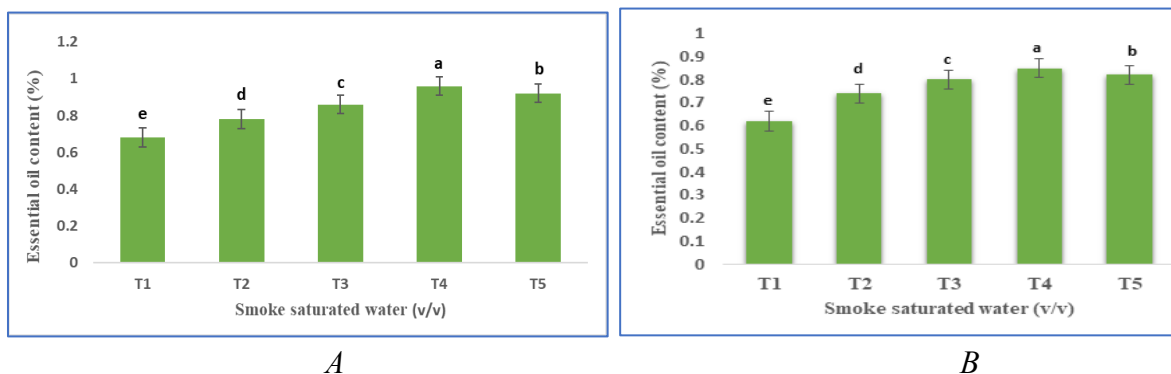 Essential oil content (%)
1.2
1
0.8
0.6
0.4
0.2
0
e
d
c
a
b
T1 T2 T3 T4 T5
Smoke saturated water (v/v)
A
Essential oil content (%)
1
0.9
0.8
0.7
0.6
0.5
0.4
0.3
0.2
0.1
0
e
d
c
a
b
T1 T2 T3 T4 T5
Smoke saturated water (v/v)
B